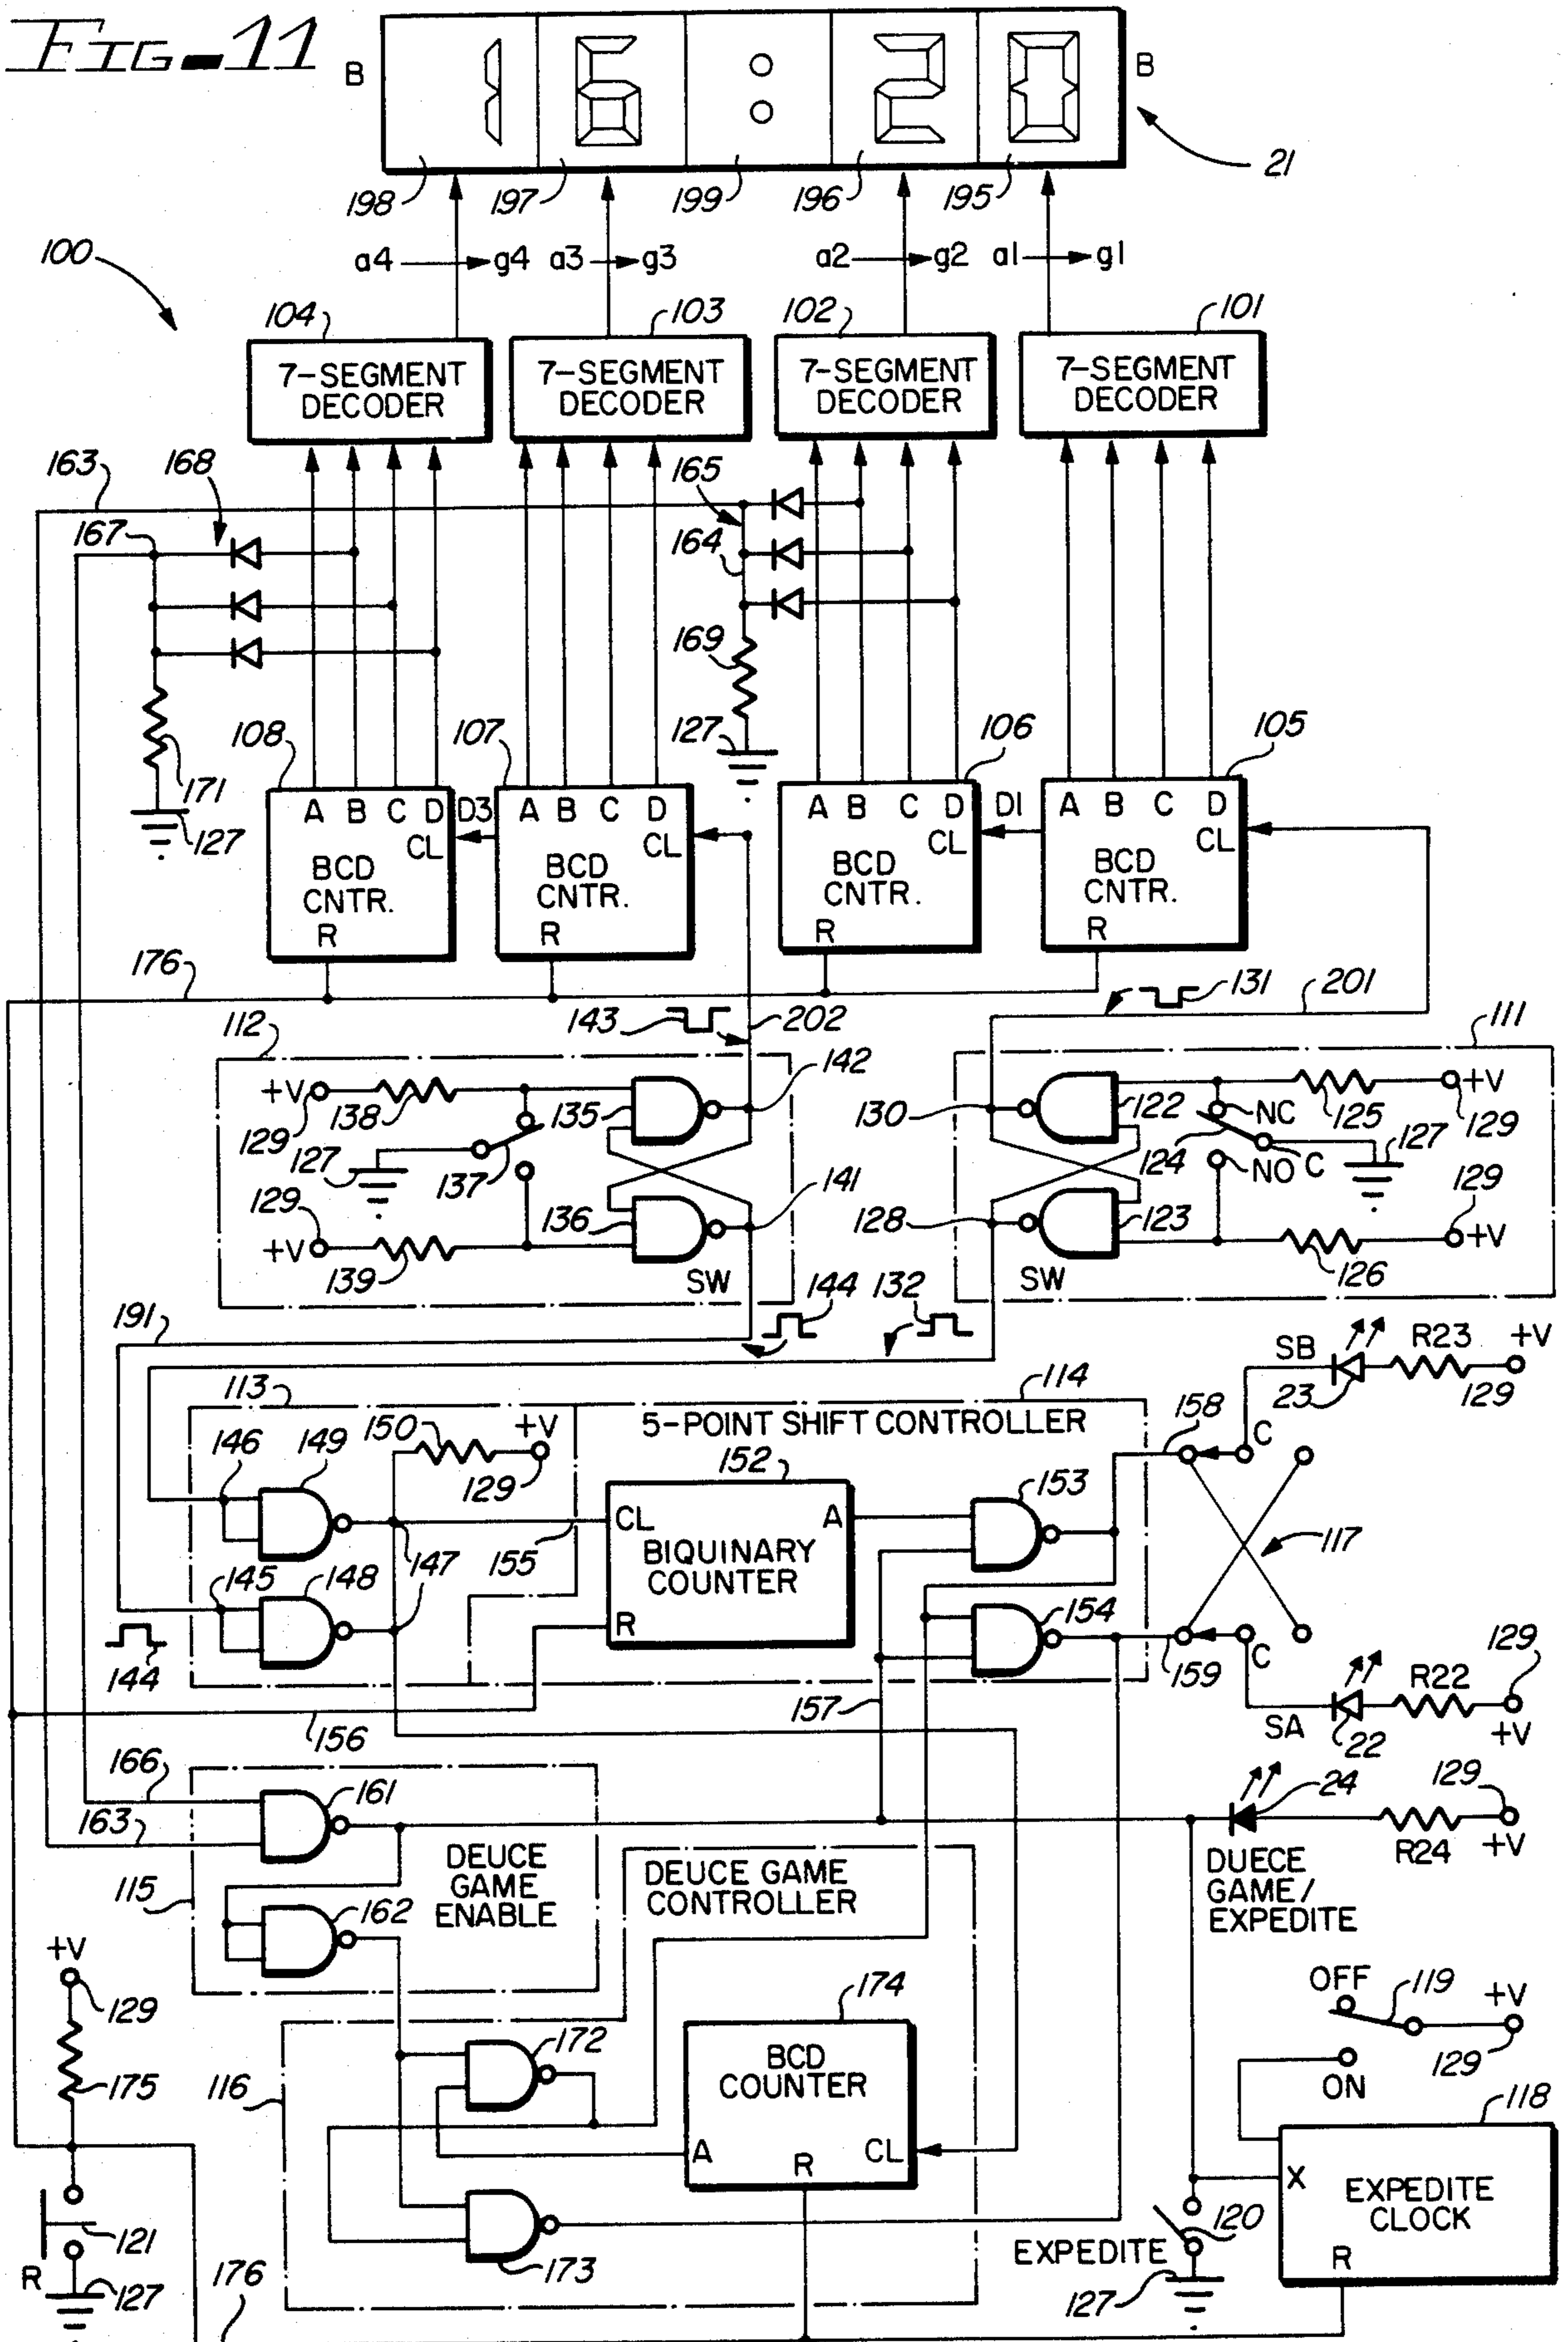 FIG-11
B 1 6 : 2 0 B
198 197 199 196 195 21
100 a4 g4 a3 g3 a2 g2 a1 g1
104 103 102 101
7-SEGMENT DECODER 7-SEGMENT DECODER 7-SEGMENT DECODER 7-SEGMENT DECODER
163 168 165
167 164
169
171 108 107 127 106 105
127
A B C D D3 A B C D A B C D D1 A B C D
CL CL CL CL
BCD CNTR. BCD CNTR. BCD CNTR. BCD CNTR.
R R R R
176 143 202 131 201
112 111
+V 142 +V
129 138 135 130 122 NC 125 129
127 137 124 NO C 127
129 141 128 129
136 123
+V 139 SW SW 126 +V
191 144 132
SB R23 +V
23 129
113 114
150 +V 5-POINT SHIFT CONTROLLER 158 C
146 149 129 152 153
CL A
147 155 BIQUINARY COUNTER 117
145 148 154
R
144 C 129
157 159 R22
156 SA 22 +V
166 161 24 129
163 R24 +V
115 DEUCE GAME ENABLE DEUCE GAME CONTROLLER DUECE GAME/ EXPEDITE
162
+V
129 174 OFF 119 +V
172 BCD COUNTER 129
175 116 ON
118
A R CL X EXPEDITE CLOCK
121 120
R EXPEDITE R
127 173 127
176